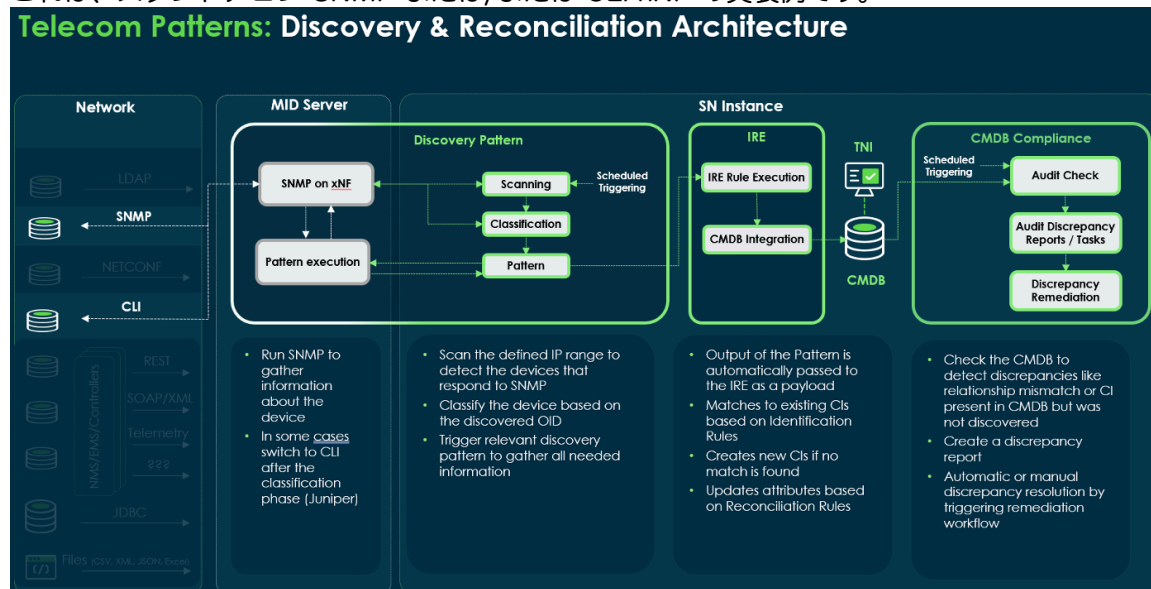 Telecom Patterns: Discovery & Reconciliation Architecture
Network
MID Server
SN Instance
LDAP
SNMP
NETCONF
CLI
REST
SOAP/XML
Telemetry
???
JDBC
Files (CSV, XML, JSON, Excel)
NMS/EMS/Controllers
Discovery Pattern
SNMP on xNF
Pattern execution
Scanning
Classification
Pattern
Scheduled
Triggering
IRE
IRE Rule Execution
CMDB Integration
TNI
CMDB
CMDB Compliance
Scheduled
Triggering
Audit Check
Audit Discrepancy
Reports / Tasks
Discrepancy
Remediation
• Run SNMP to
gather
information
about the
device
• In some cases
switch to CLI
after the
classification
phase (Juniper)
• Scan the defined IP range to
detect the devices that
respond to SNMP
• Classify the device based on
the discovered OID
• Trigger relevant discovery
pattern to gather all needed
information
• Output of the Pattern is
automatically passed to
the IRE as a payload
• Matches to existing CIs
based on Identification
Rules
• Creates new CIs if no
match is found
• Updates attributes based
on Reconciliation Rules
• Check the CMDB to
detect discrepancies like
relationship mismatch or CI
present in CMDB but was
not discovered
• Create a discrepancy
report
• Automatic or manual
discrepancy resolution by
triggering remediation
workflow